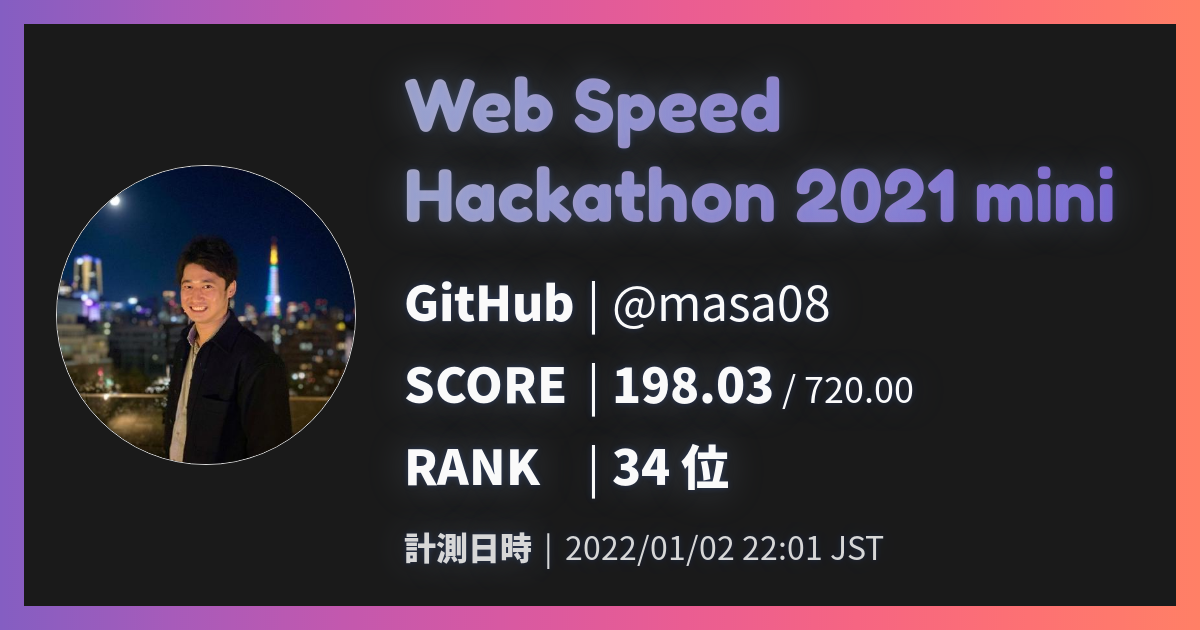 Web Speed
Hackathon 2021 mini
GitHub | @masa08
SCORE | 198.03 / 720.00
RANK | 34 位
計測日時 | 2022/01/02 22:01 JST